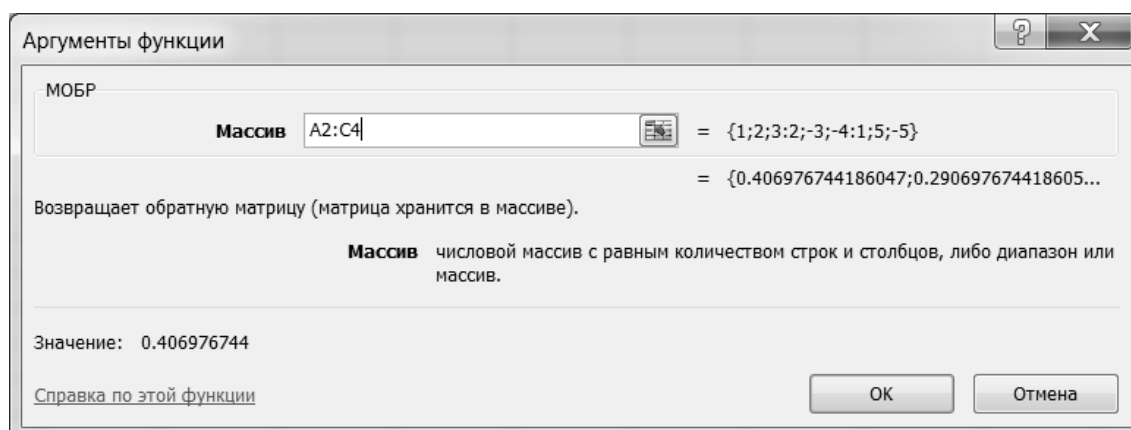 Аргументы функции
МОБР
Массив A2:C4 = {1;2;3:2;-3;-4:1;5;-5}
= {0.406976744186047;0.290697674418605...
Возвращает обратную матрицу (матрица хранится в массиве).
Массив числовой массив с равным количеством строк и столбцов, либо диапазон или
массив.
Значение: 0.406976744
Справка по этой функции ОК Отмена